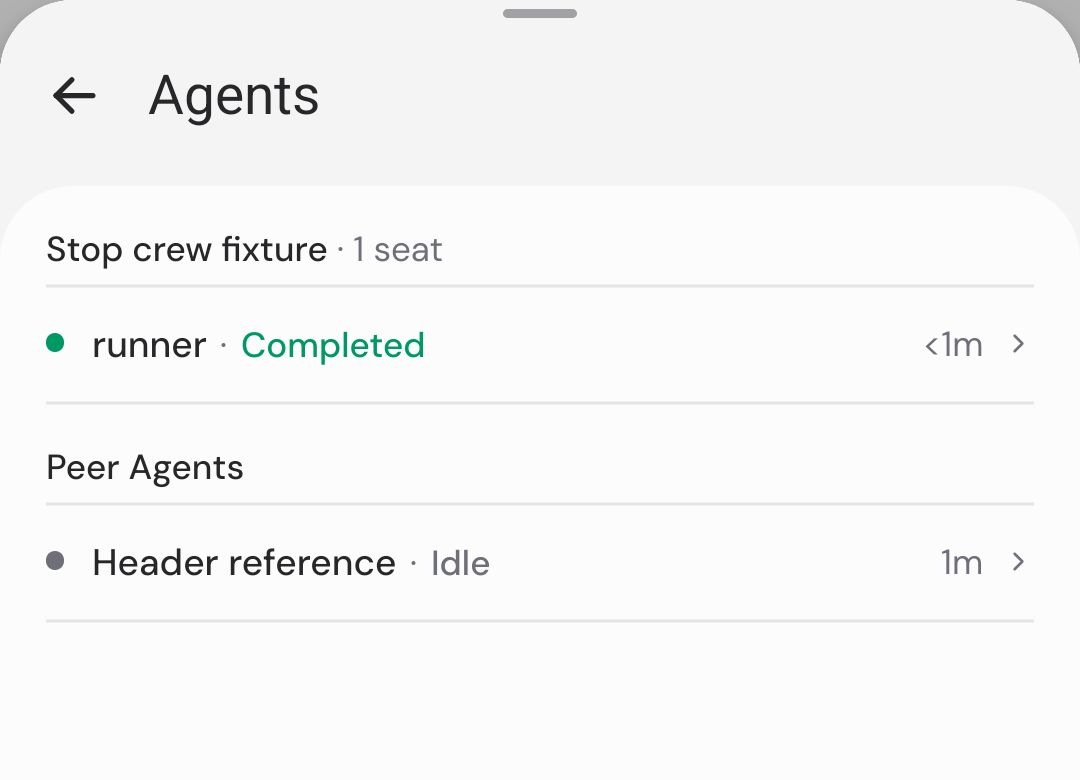 Agents
Stop crew fixture · 1 seat
runner · Completed <1m
Peer Agents
Header reference · Idle 1m